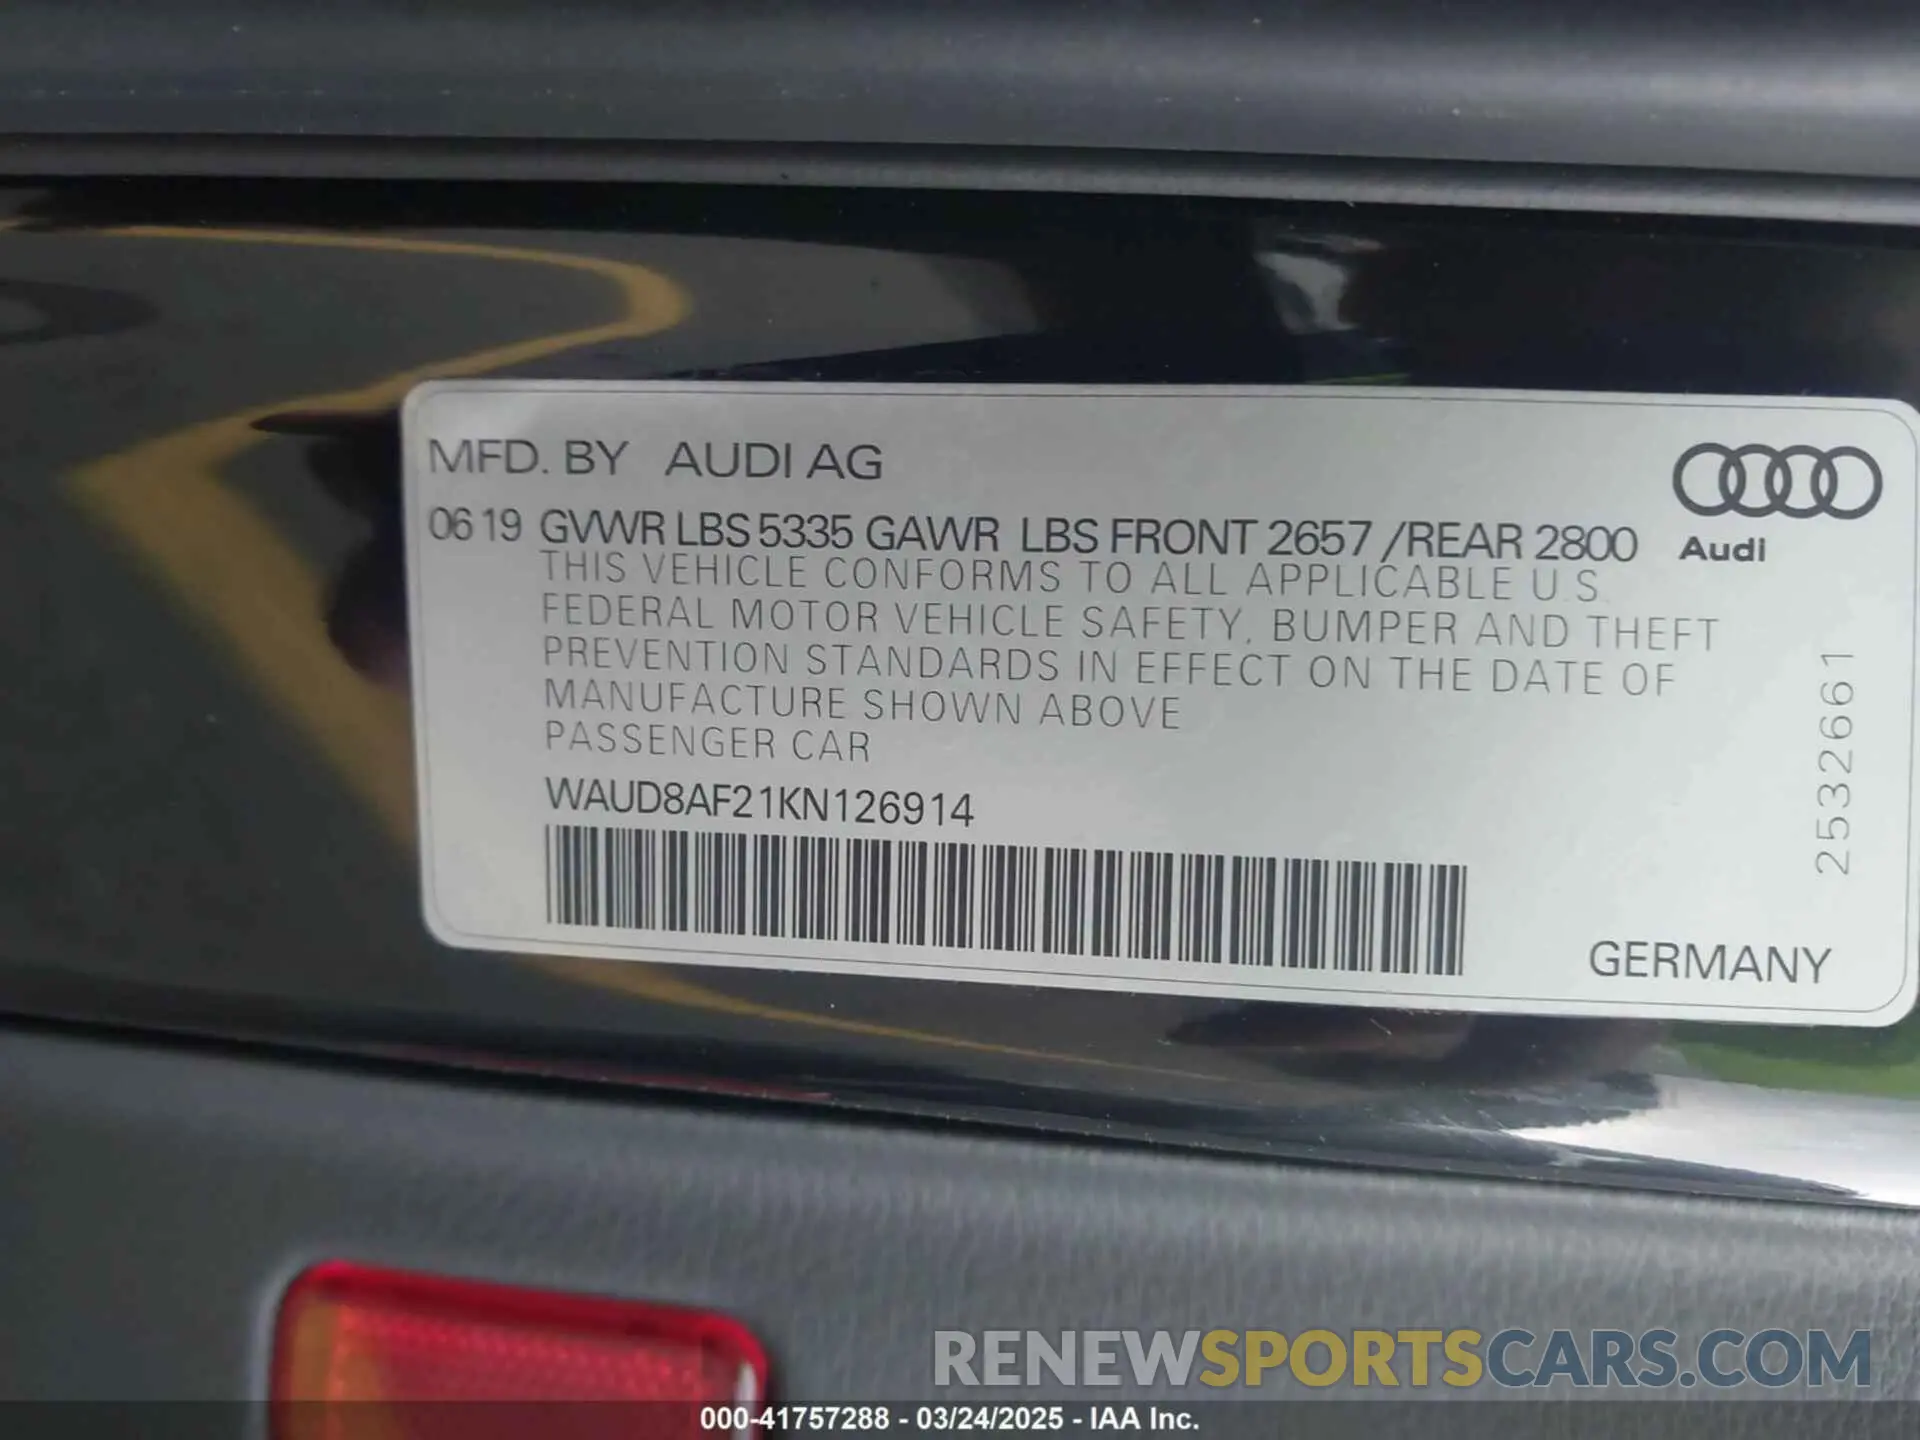 MFD. BY AUDI AG
06 19 GVWR LBS 5335 GAWR LBS FRONT 2657 /REAR 2800
Audi
THIS VEHICLE CONFORMS TO ALL APPLICABLE U.S.
FEDERAL MOTOR VEHICLE SAFETY, BUMPER AND THEFT
PREVENTION STANDARDS IN EFFECT ON THE DATE OF
MANUFACTURE SHOWN ABOVE
PASSENGER CAR
WAUD8AF21KN126914
2532661
GERMANY
RENEWSPORTSCARS.COM
000-41757288 - 03/24/2025 - IAA Inc.